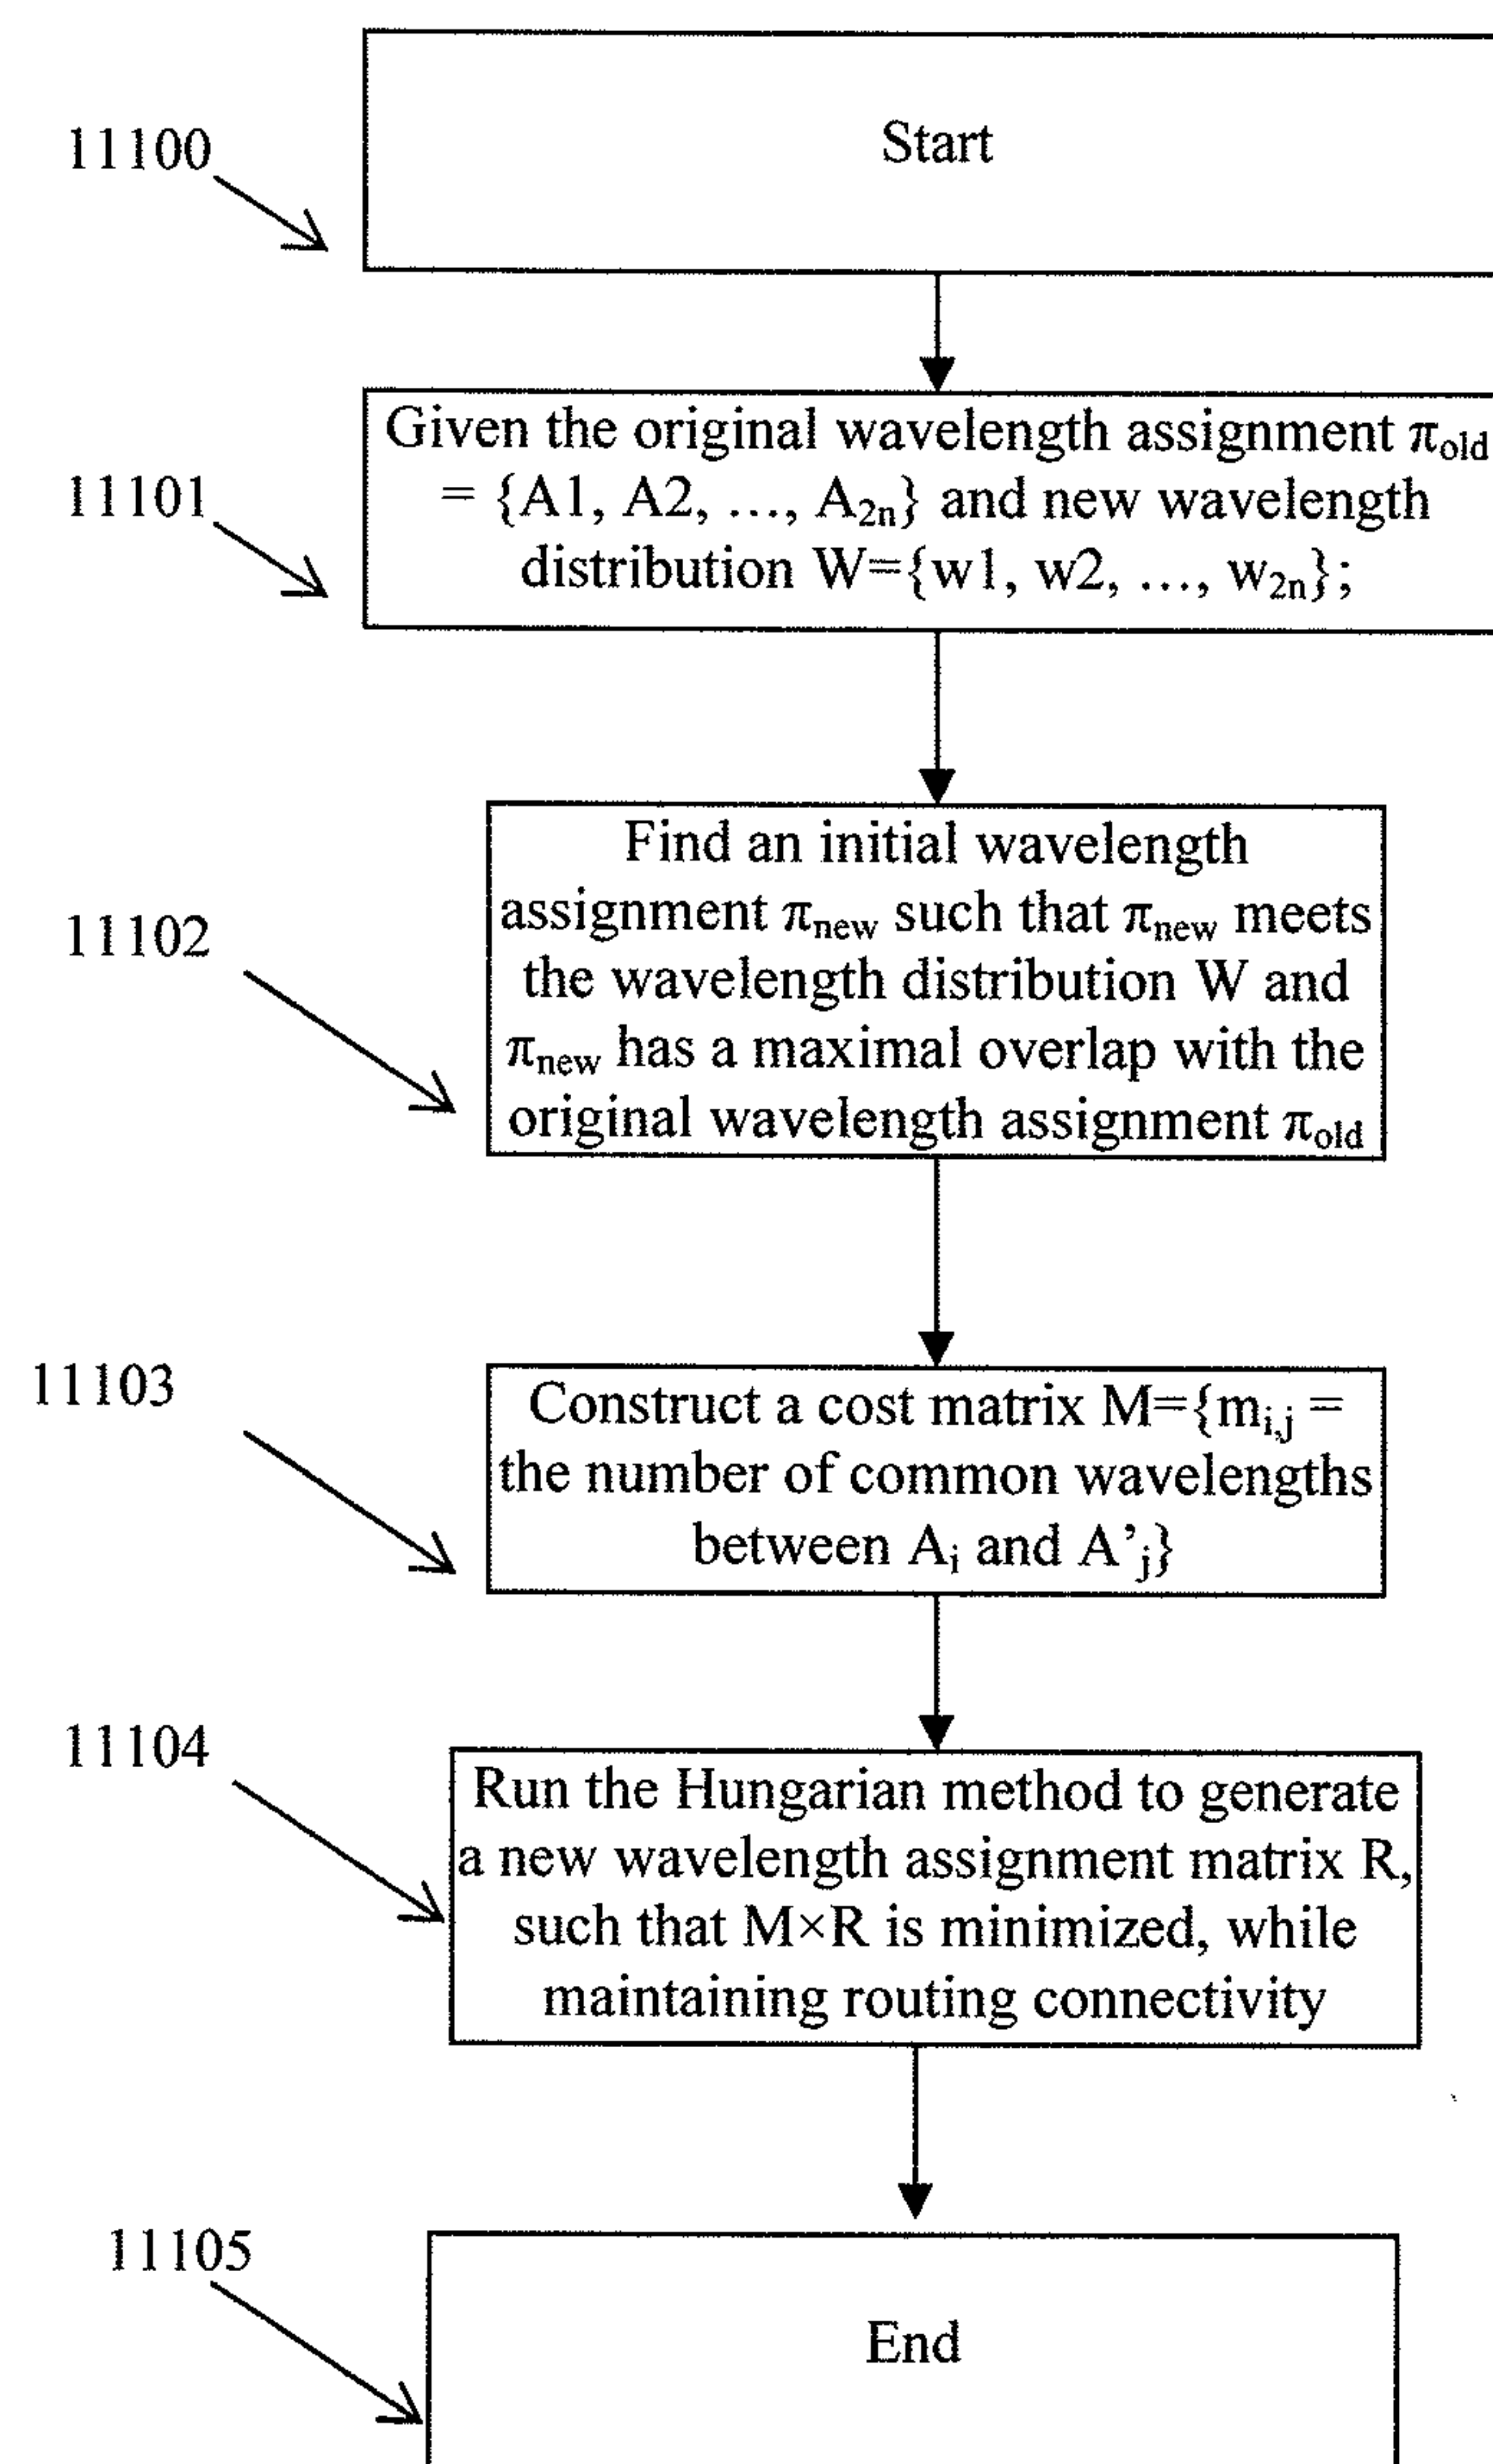 11100
Start
11101
Given the original wavelength assignment πold
= {A1, A2, ..., A2n} and new wavelength
distribution W={w1, w2, ..., w2n};
11102
Find an initial wavelength
assignment πnew such that πnew meets
the wavelength distribution W and
πnew has a maximal overlap with the
original wavelength assignment πold
11103
Construct a cost matrix M={mi,j =
the number of common wavelengths
between Ai and A’j}
11104
Run the Hungarian method to generate
a new wavelength assignment matrix R,
such that M×R is minimized, while
maintaining routing connectivity
11105
End